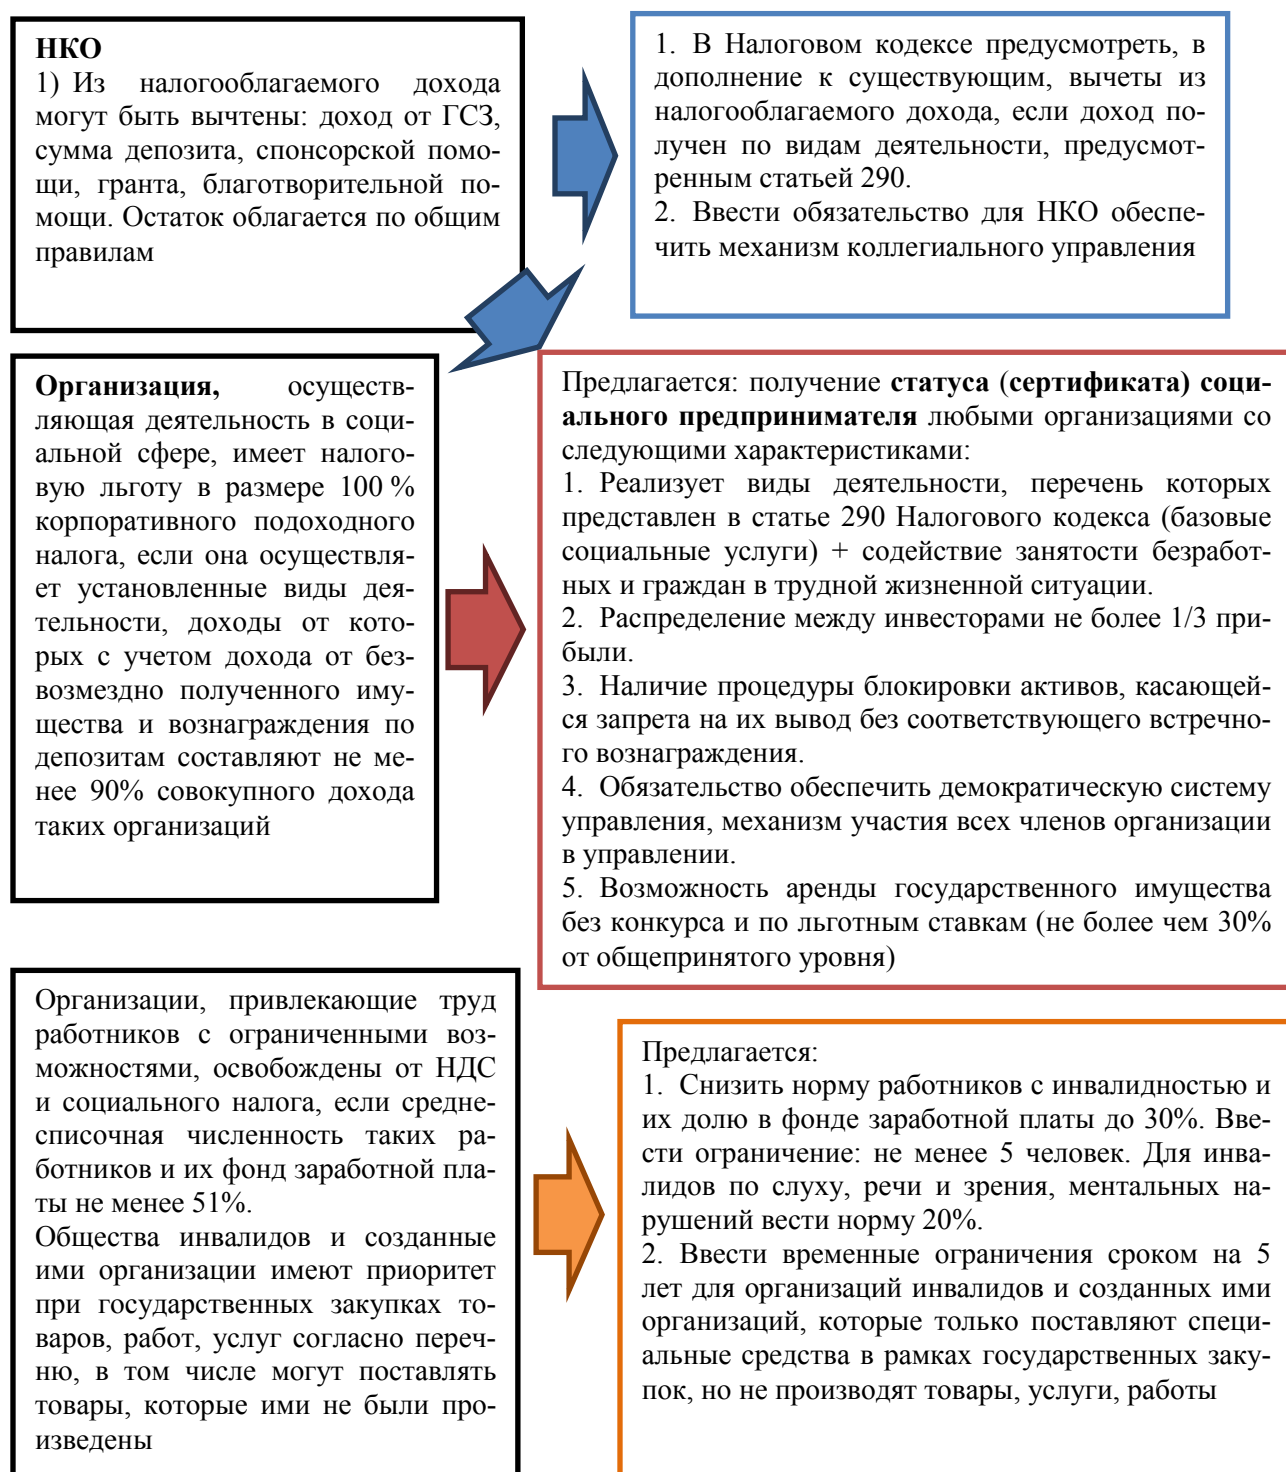 НКО
1) Из налогооблагаемого дохода
могут быть вычтены: доход от ГСЗ,
сумма депозита, спонсорской помо-
щи, гранта, благотворительной по-
мощи. Остаток облагается по общим
правилам
1. В Налоговом кодексе предусмотреть, в
дополнение к существующим, вычеты из
налогооблагаемого дохода, если доход по-
лучен по видам деятельности, предусмот-
ренным статьей 290.
2. Ввести обязательство для НКО обеспе-
чить механизм коллегиального управления
Организация, осуществ-
ляющая деятельность в соци-
альной сфере, имеет налого-
вую льготу в размере 100 %
корпоративного подоходного
налога, если она осуществля-
ет установленные виды дея-
тельности, доходы от кото-
рых с учетом дохода от без-
возмездно полученного иму-
щества и вознаграждения по
депозитам составляют не ме-
нее 90% совокупного дохода
таких организаций
Предлагается: получение статуса (сертификата) соци-
ального предпринимателя любыми организациями со
следующими характеристиками:
1. Реализует виды деятельности, перечень которых
представлен в статье 290 Налогового кодекса (базовые
социальные услуги) + содействие занятости безработ-
ных и граждан в трудной жизненной ситуации.
2. Распределение между инвесторами не более 1/3 при-
были.
3. Наличие процедуры блокировки активов, касающей-
ся запрета на их вывод без соответствующего встречно-
го вознаграждения.
4. Обязательство обеспечить демократическую систему
управления, механизм участия всех членов организации
в управлении.
5. Возможность аренды государственного имущества
без конкурса и по льготным ставкам (не более чем 30%
от общепринятого уровня)
Организации, привлекающие труд
работников с ограниченными воз-
можностями, освобождены от НДС
и социального налога, если средне-
списочная численность таких ра-
ботников и их фонд заработной пла-
ты не менее 51%.
Общества инвалидов и созданные
ими организации имеют приоритет
при государственных закупках то-
варов, работ, услуг согласно переч-
ню, в том числе могут поставлять
товары, которые ими не были про-
изведены
Предлагается:
1. Снизить норму работников с инвалидностью и
их долю в фонде заработной платы до 30%. Вве-
сти ограничение: не менее 5 человек. Для инва-
лидов по слуху, речи и зрения, ментальных на-
рушений вести норму 20%.
2. Ввести временные ограничения сроком на 5
лет для организаций инвалидов и созданных ими
организаций, которые только поставляют специ-
альные средства в рамках государственных заку-
пок, но не производят товары, услуги, работы